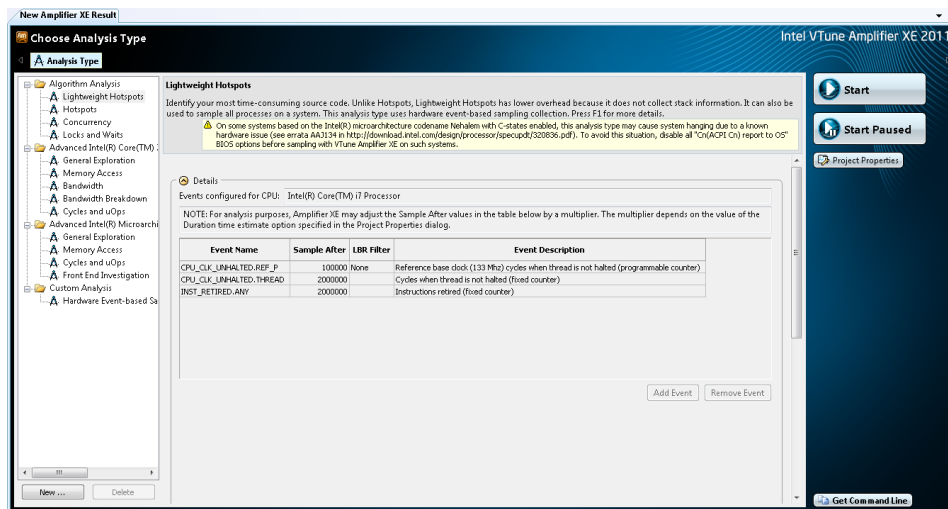 New Amplifier XE Result
Choose Analysis Type
Intel VTune Amplifier XE 2011
Analysis Type
Algorithm Analysis
Lightweight Hotspots
Hotspots
Concurrency
Locks and Waits
Advanced Intel(R) Core(TM) 2
General Exploration
Memory Access
Bandwidth
Bandwidth Breakdown
Cycles and uOps
Advanced Intel(R) Microarchi
General Exploration
Memory Access
Cycles and uOps
Front End Investigation
Custom Analysis
Hardware Event-based Sa
New ...
Delete
Lightweight Hotspots
Identify your most time-consuming source code. Unlike Hotspots, Lightweight Hotspots has lower overhead because it does not collect stack information. It can also be
used to sample all processes on a system. This analysis type uses hardware event-based sampling collection. Press F1 for more details.
On some systems based on the Intel(R) microarchitecture codename Nehalem with C-states enabled, this analysis type may cause system hanging due to a known
hardware issue (see errata AAJ134 in http://download.intel.com/design/processor/specupdt/320836.pdf). To avoid this situation, disable all "Cn(ACPI Cn) report to OS"
BIOS options before sampling with VTune Amplifier XE on such systems.
Details
Events configured for CPU: Intel(R) Core(TM) i7 Processor
NOTE: For analysis purposes, Amplifier XE may adjust the Sample After values in the table below by a multiplier. The multiplier depends on the value of the
Duration time estimate option specified in the Project Properties dialog.
Event Name Sample After LBR Filter Event Description
CPU_CLK_UNHALTED.REF_P 100000 None Reference base clock (133 Mhz) cycles when thread is not halted (programmable counter)
CPU_CLK_UNHALTED.THREAD 2000000 Cycles when thread is not halted (fixed counter)
INST_RETIRED.ANY 2000000 Instructions retired (fixed counter)
Add Event
Remove Event
Start
Start Paused
Project Properties
Get Command Line